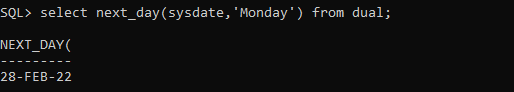 SQL> select next_day(sysdate,'Monday') from dual;
NEXT_DAY(
---------
28-FEB-22